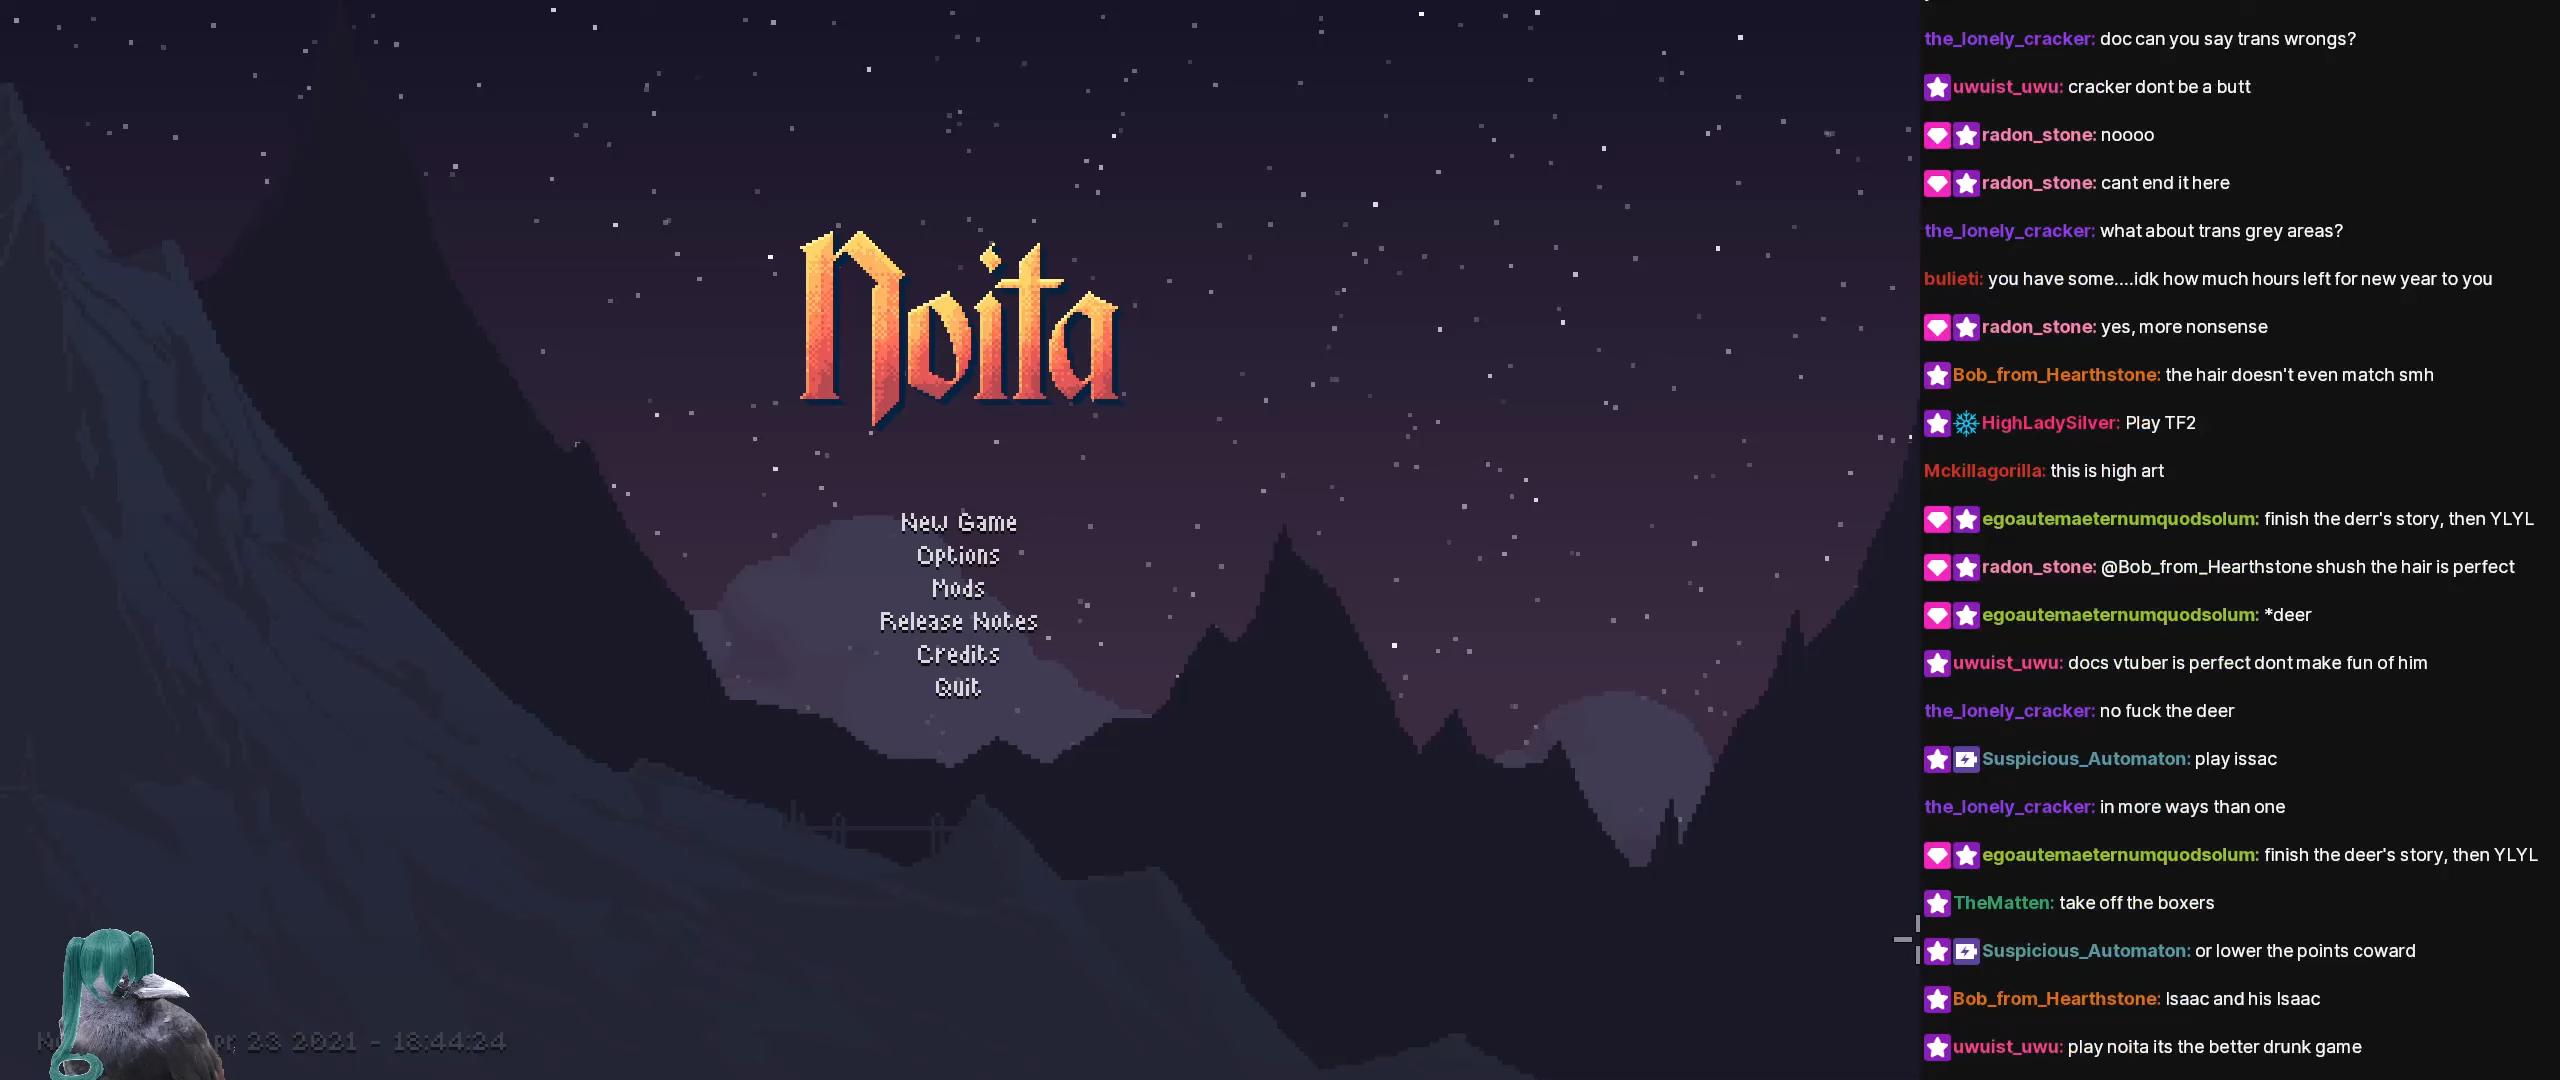 Noita
New Game
Options
Mods
Release Notes
Credits
Quit
23 2021 - 18:44:24
the_lonely_cracker: doc can you say trans wrongs?
uwuist_uwu: cracker dont be a butt
radon_stone: noooo
radon_stone: cant end it here
the_lonely_cracker: what about trans grey areas?
bulieti: you have some....idk how much hours left for new year to you
radon_stone: yes, more nonsense
Bob_from_Hearthstone: the hair doesn't even match smh
HighLadySilver: Play TF2
Mckillagorilla: this is high art
egoautemaeternumquodsolum: finish the derr's story, then YLYL
radon_stone: @Bob_from_Hearthstone shush the hair is perfect
egoautemaeternumquodsolum: *deer
uwuist_uwu: docs vtuber is perfect dont make fun of him
the_lonely_cracker: no fuck the deer
Suspicious_Automaton: play issac
the_lonely_cracker: in more ways than one
egoautemaeternumquodsolum: finish the deer's story, then YLYL
TheMatten: take off the boxers
Suspicious_Automaton: or lower the points coward
Bob_from_Hearthstone: Isaac and his Isaac
uwuist_uwu: play noita its the better drunk game